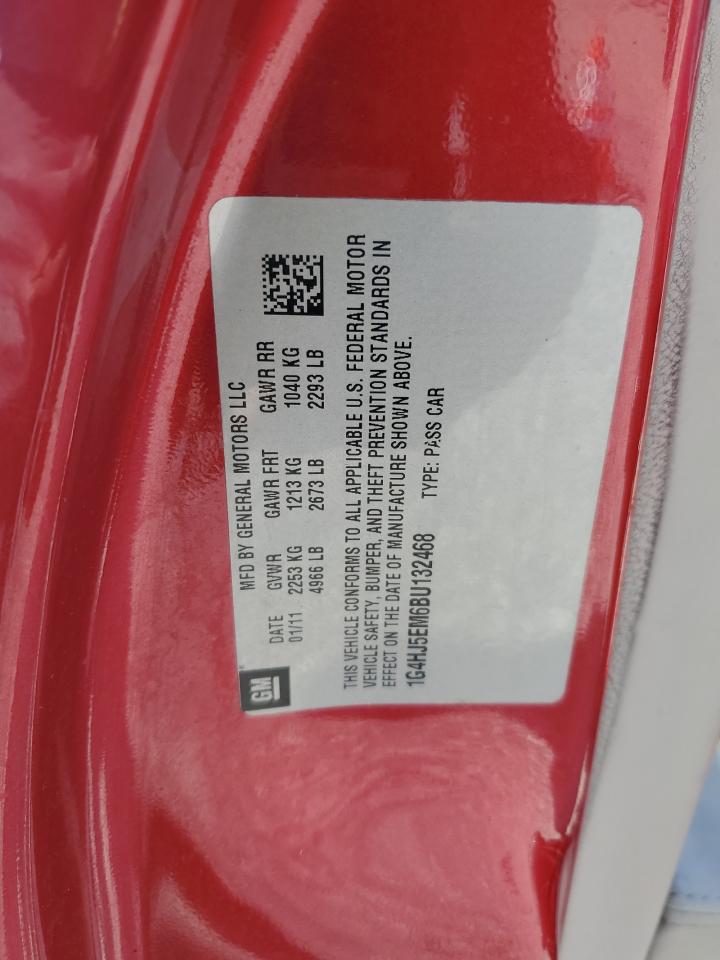 GM
MFD BY GENERAL MOTORS LLC
DATE GVWR GAWR FRT GAWR RR
01/11 2253 KG 1213 KG 1040 KG
4966 LB 2673 LB 2293 LB
THIS VEHICLE CONFORMS TO ALL APPLICABLE U.S. FEDERAL MOTOR
VEHICLE SAFETY, BUMPER, AND THEFT PREVENTION STANDARDS IN
EFFECT ON THE DATE OF MANUFACTURE SHOWN ABOVE.
1G4HJ5EM6BU132468 TYPE: PASS CAR